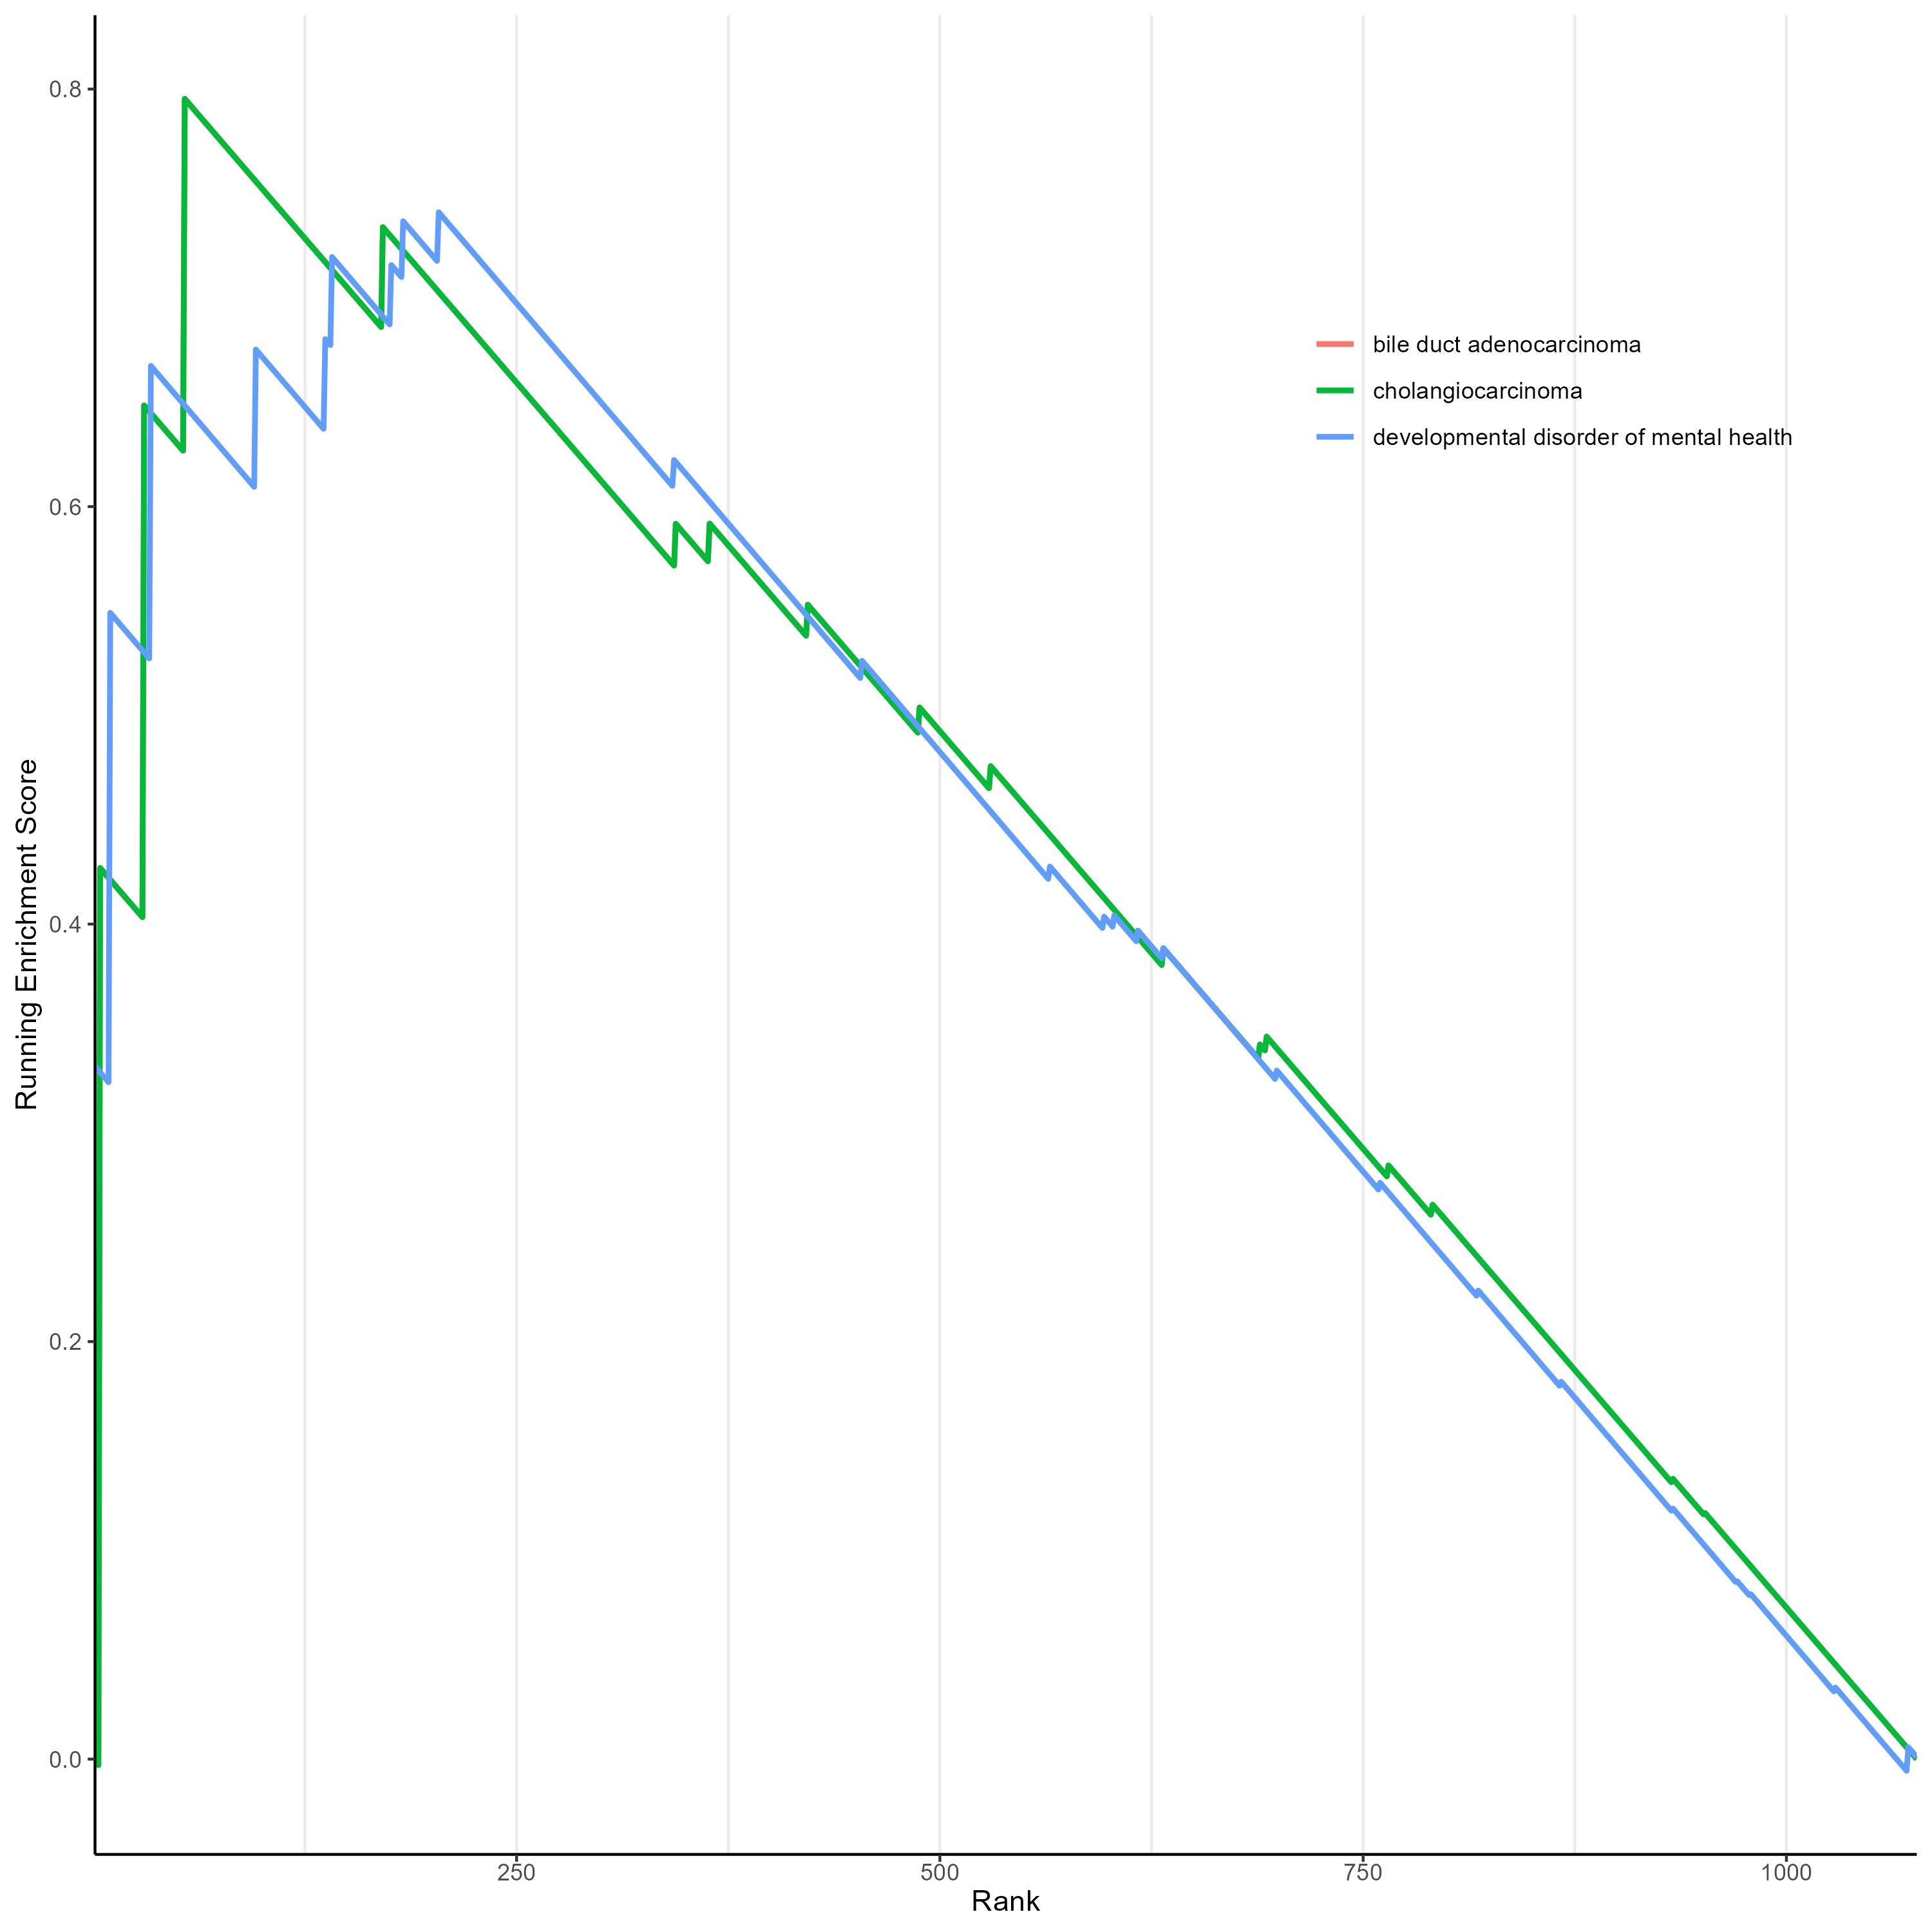 Running Enrichment Score
0.8
0.6
0.4
0.2
0.0
bile duct adenocarcinoma
cholangiocarcinoma
developmental disorder of mental health
250
500
750
1000
Rank